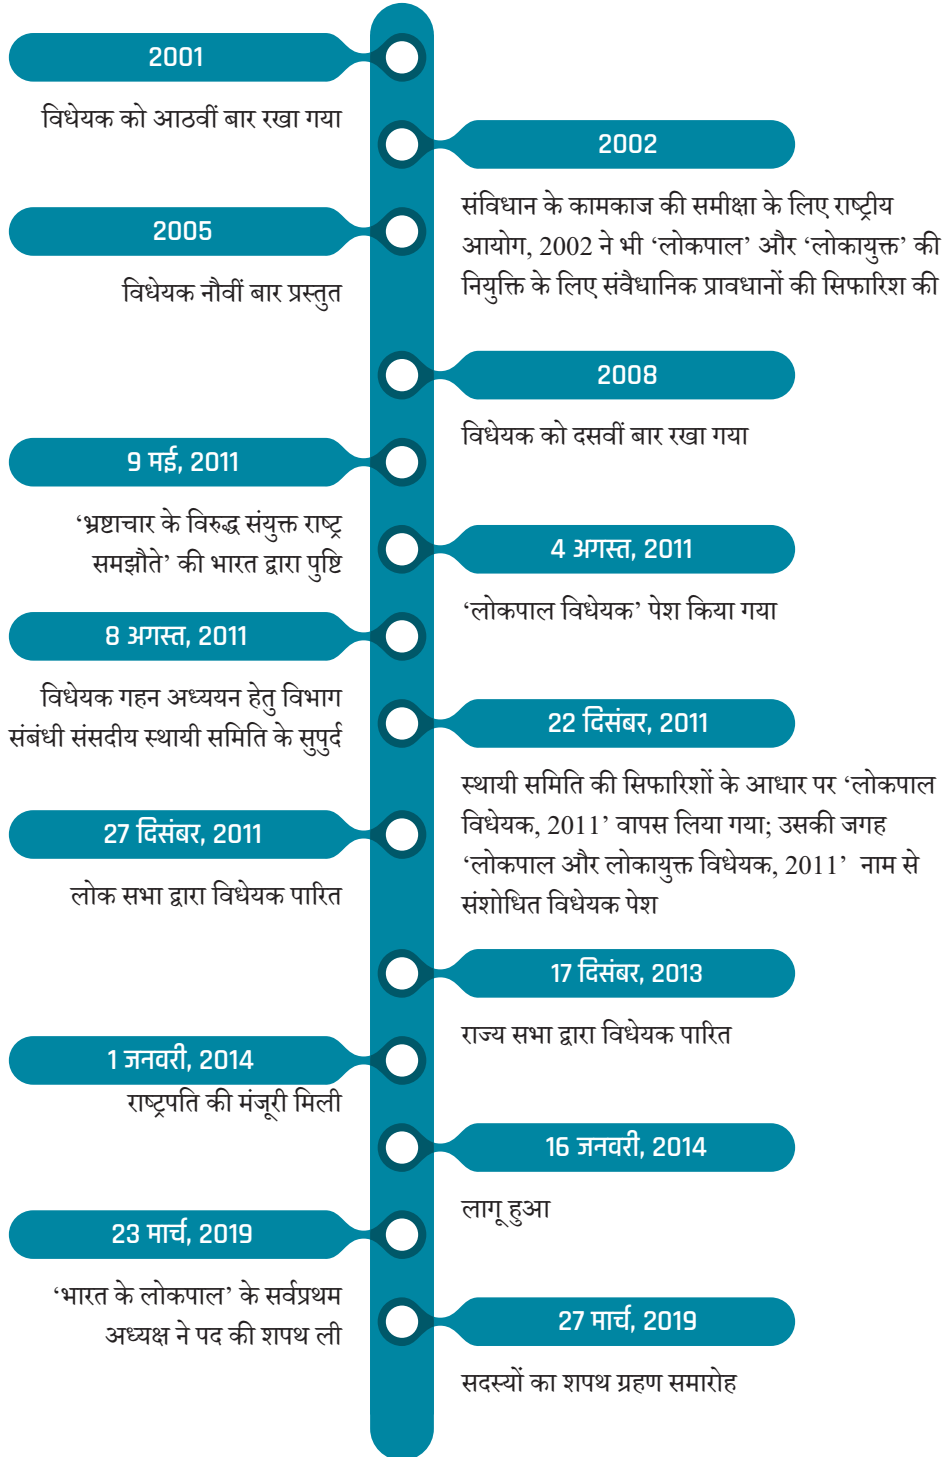 2001
विधेयक को आठवीं बार रखा गया
2002
संविधान के कामकाज की समीक्षा के लिए राष्ट्रीय
आयोग, 2002 ने भी ‘लोकपाल’ और ‘लोकायुक्त’ की
नियुक्ति के लिए संवैधानिक प्रावधानों की सिफारिश की
2005
विधेयक नौवीं बार प्रस्तुत
2008
विधेयक को दसवीं बार रखा गया
9 मई, 2011
‘भ्रष्टाचार के विरुद्ध संयुक्त राष्ट्र
समझौते’ की भारत द्वारा पुष्टि
4 अगस्त, 2011
‘लोकपाल विधेयक’ पेश किया गया
8 अगस्त, 2011
विधेयक गहन अध्ययन हेतु विभाग
संबंधी संसदीय स्थायी समिति के सुपुर्द
22 दिसंबर, 2011
स्थायी समिति की सिफारिशों के आधार पर ‘लोकपाल
विधेयक, 2011’ वापस लिया गया; उसकी जगह
‘लोकपाल और लोकायुक्त विधेयक, 2011’ नाम से
संशोधित विधेयक पेश
27 दिसंबर, 2011
लोक सभा द्वारा विधेयक पारित
17 दिसंबर, 2013
राज्य सभा द्वारा विधेयक पारित
1 जनवरी, 2014
राष्ट्रपति की मंजूरी मिली
16 जनवरी, 2014
लागू हुआ
23 मार्च, 2019
‘भारत के लोकपाल’ के सर्वप्रथम
अध्यक्ष ने पद की शपथ ली
27 मार्च, 2019
सदस्यों का शपथ ग्रहण समारोह